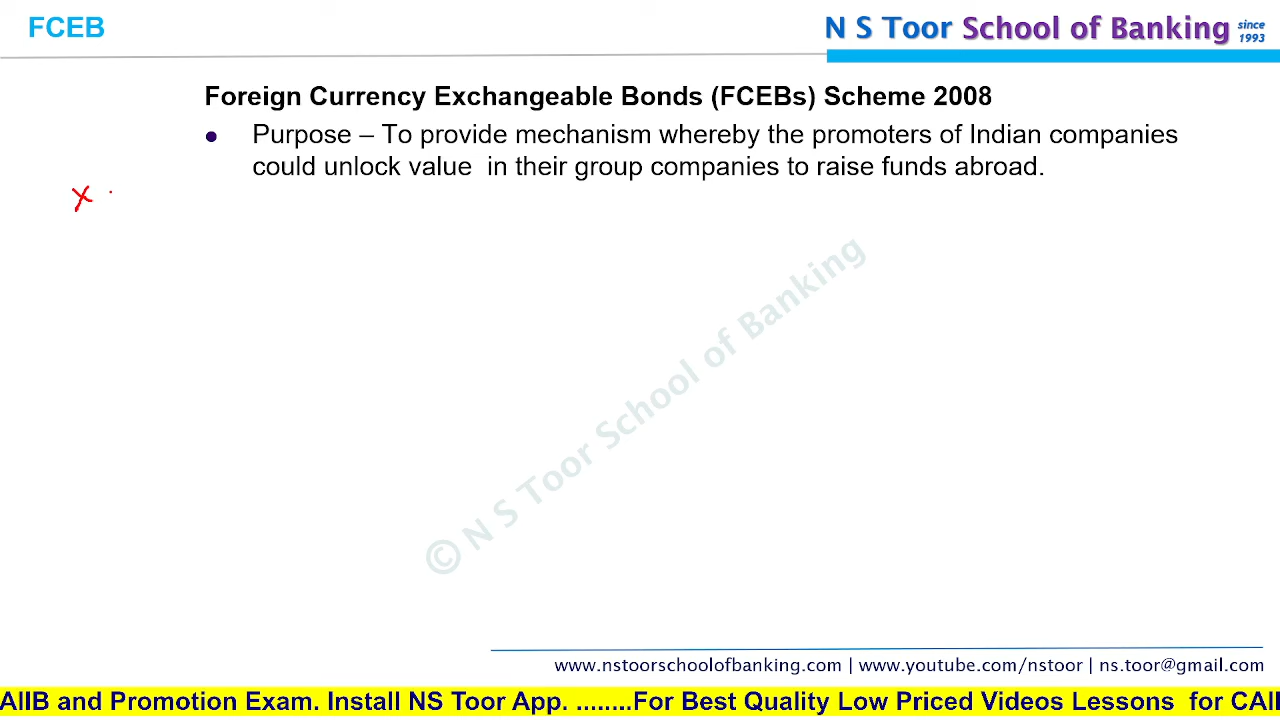 FCEB
N S Toor School of Banking since 1993
Foreign Currency Exchangeable Bonds (FCEBs) Scheme 2008
● Purpose – To provide mechanism whereby the promoters of Indian companies
could unlock value in their group companies to raise funds abroad.
X
© N S Toor School of Banking
www.nstoorschoolofbanking.com | www.youtube.com/nstoor | ns.toor@gmail.com
AIIB and Promotion Exam. Install NS Toor App. ........For Best Quality Low Priced Videos Lessons for CAII